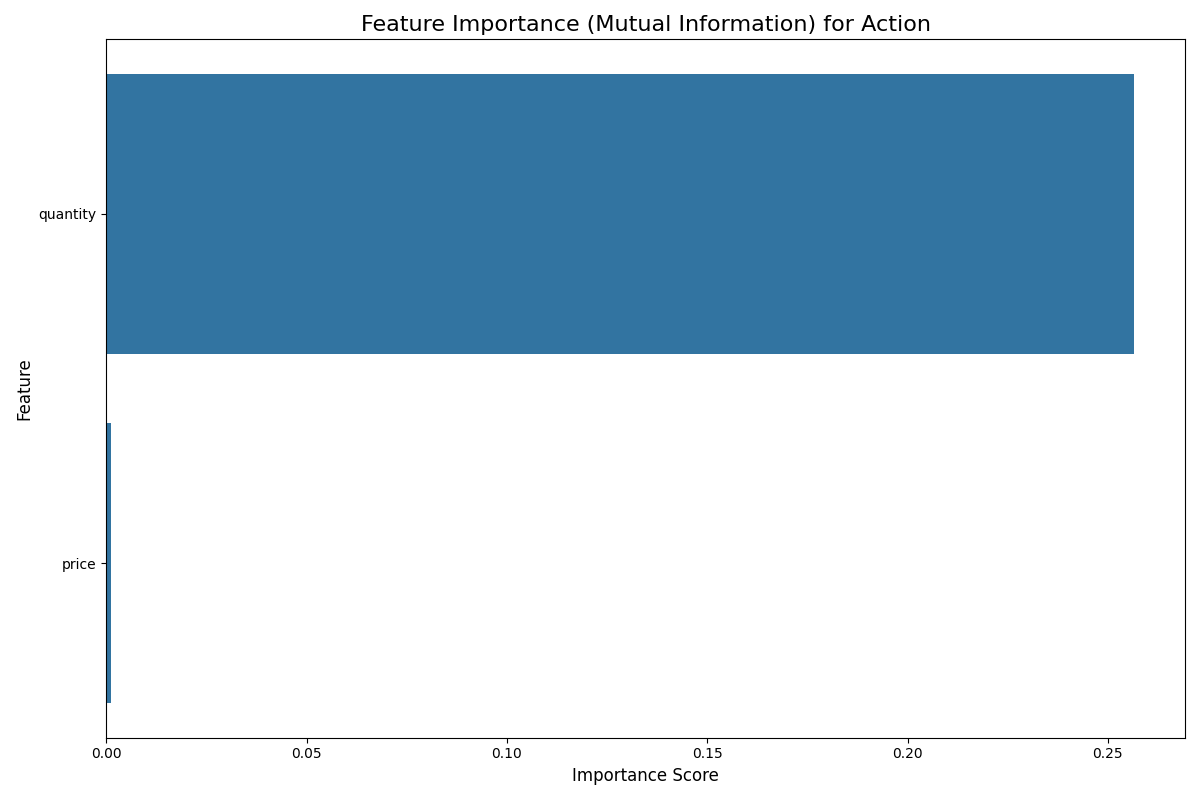 Feature Importance (Mutual Information) for Action
quantity
price
Feature
0.00 0.05 0.10 0.15 0.20 0.25
Importance Score